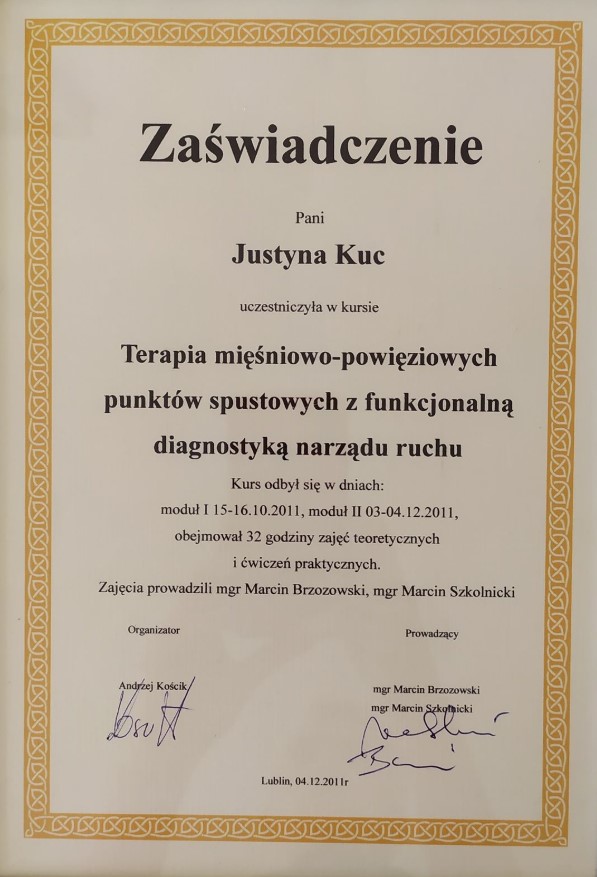 Zaświadczenie
Pani
Justyna Kuc
uczestniczyła w kursie
Terapia mięśniowo-powięziowych
punktów spustowych z funkcjonalną
diagnostyką narządu ruchu
Kurs odbył się w dniach:
moduł I 15-16.10.2011, moduł II 03-04.12.2011,
obejmował 32 godziny zajęć teoretycznych
i ćwiczeń praktycznych.
Zajęcia prowadzili mgr Marcin Brzozowski, mgr Marcin Szkolnicki
Organizator
Prowadzący
Andrzej Kościk
mgr Marcin Brzozowski
mgr Marcin Szkolnicki
Lublin, 04.12.2011r